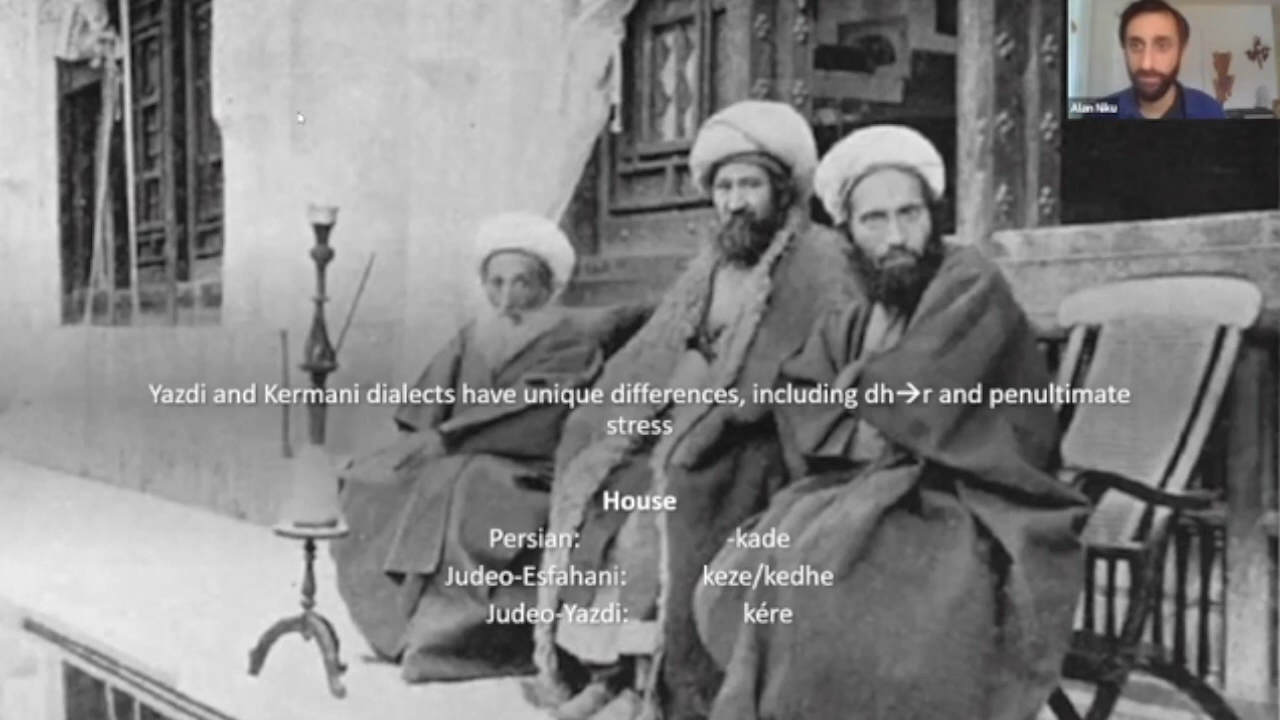 Alan Niku
Yazdi and Kermani dialects have unique differences, including dh→r and penultimate
stress
House
Persian: -kade
Judeo-Esfahani: keze/kedhe
Judeo-Yazdi: kére